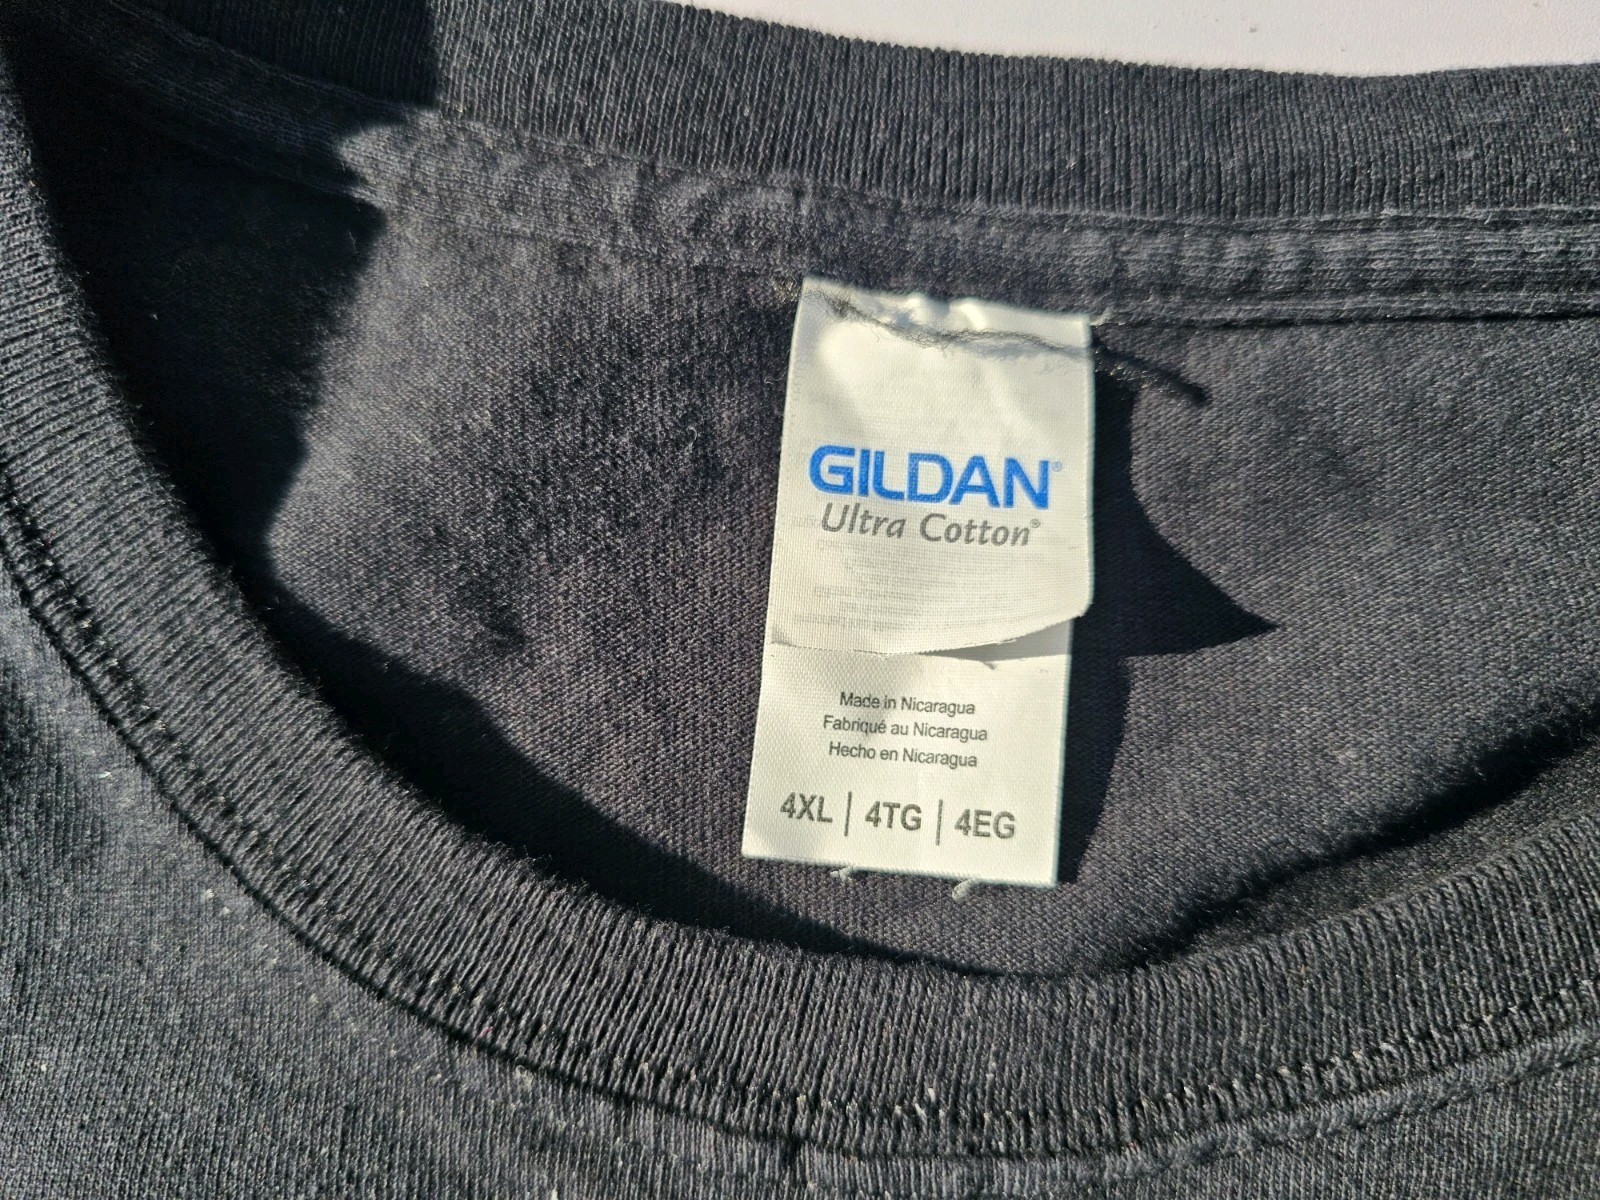 GILDAN®
Ultra Cotton®
Made in Nicaragua
Fabriqué au Nicaragua
Hecho en Nicaragua
4XL | 4TG | 4EG